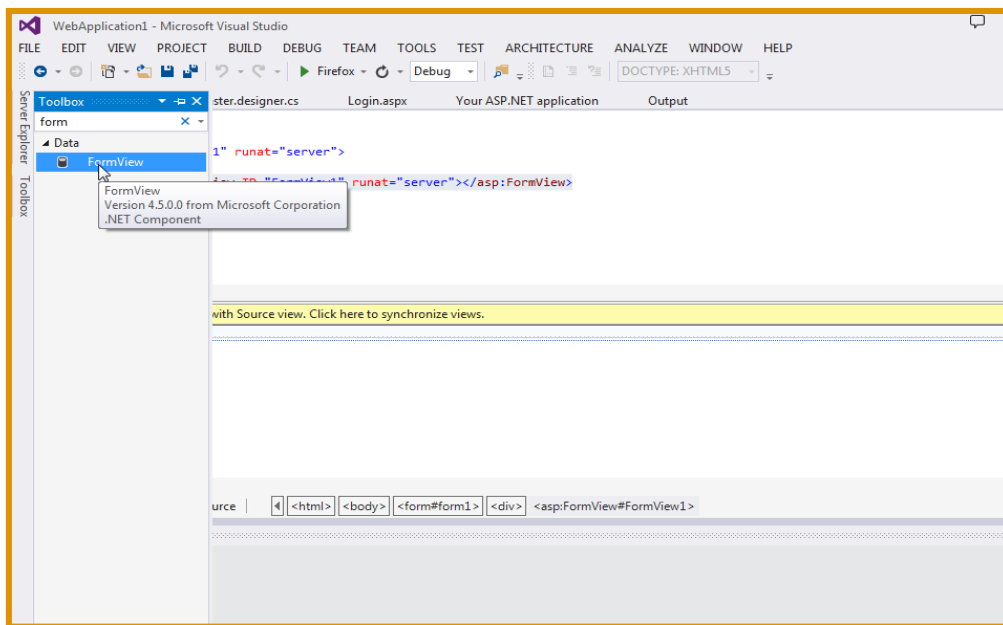 WebApplication1 - Microsoft Visual Studio
FILE EDIT VIEW PROJECT BUILD DEBUG TEAM TOOLS TEST ARCHITECTURE ANALYZE WINDOW HELP
Firefox Debug DOCTYPE: XHTML5
Server Explorer
Toolbox
Toolbox
form
Data
FormView
FormView
Version 4.5.0.0 from Microsoft Corporation
.NET Component
ster.designer.cs Login.aspx Your ASP.NET application Output
1" runat="server">
ID="FormView1" runat="server"></asp:FormView>
with Source view. Click here to synchronize views.
urce <html> <body> <form#form1> <div> <asp:FormView#FormView1>